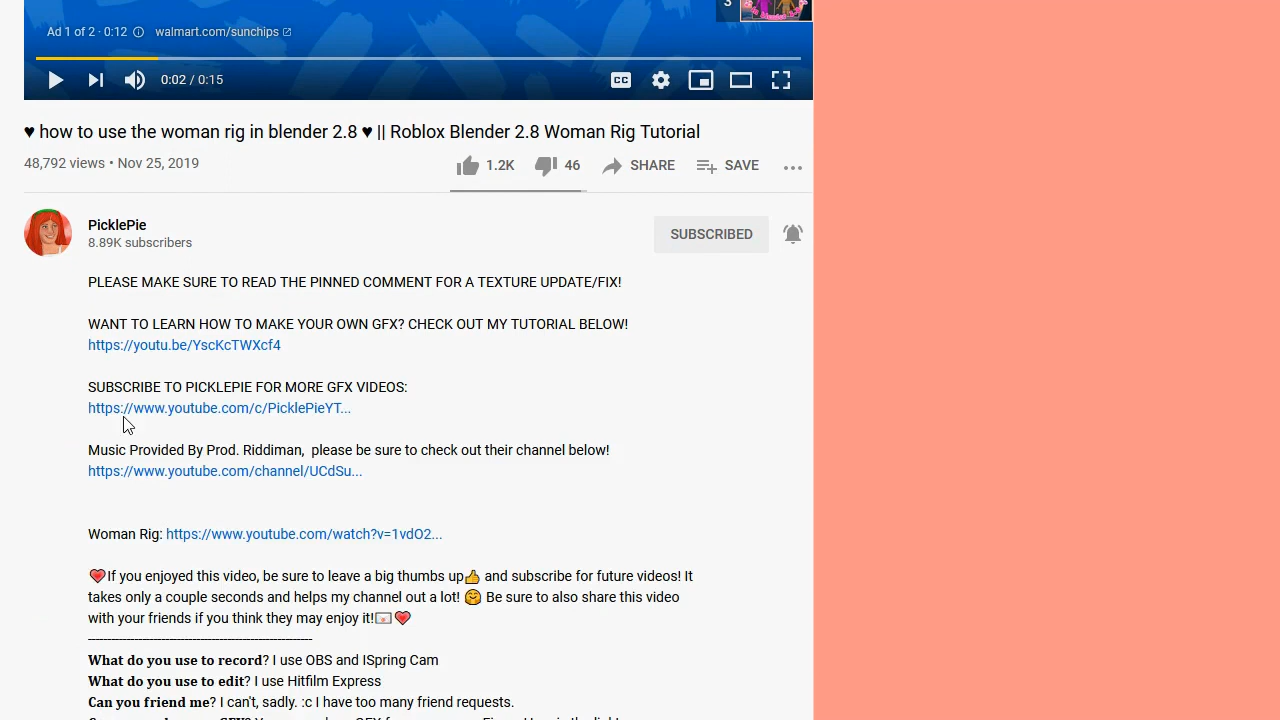 3
Ad 1 of 2 · 0:12 ⓘ walmart.com/sunchips
CC
0:02 / 0:15
♥ how to use the woman rig in blender 2.8 ♥ || Roblox Blender 2.8 Woman Rig Tutorial
48,792 views • Nov 25, 2019
1.2K 46 SHARE SAVE ...
PicklePie
8.89K subscribers
SUBSCRIBED
PLEASE MAKE SURE TO READ THE PINNED COMMENT FOR A TEXTURE UPDATE/FIX!
WANT TO LEARN HOW TO MAKE YOUR OWN GFX? CHECK OUT MY TUTORIAL BELOW!
https://youtu.be/YscKcTWXcf4
SUBSCRIBE TO PICKLEPIE FOR MORE GFX VIDEOS:
https://www.youtube.com/c/PicklePieYT...
Music Provided By Prod. Riddiman, please be sure to check out their channel below!
https://www.youtube.com/channel/UCdSu...
Woman Rig: https://www.youtube.com/watch?v=1vdO2...
❤️If you enjoyed this video, be sure to leave a big thumbs up👍 and subscribe for future videos! It
takes only a couple seconds and helps my channel out a lot! 🤗 Be sure to also share this video
with your friends if you think they may enjoy it!💌❤️
--------------------------------------------------------
What do you use to record? I use OBS and ISpring Cam
What do you use to edit? I use Hitfilm Express
Can you friend me? I can't, sadly. :c I have too many friend requests.